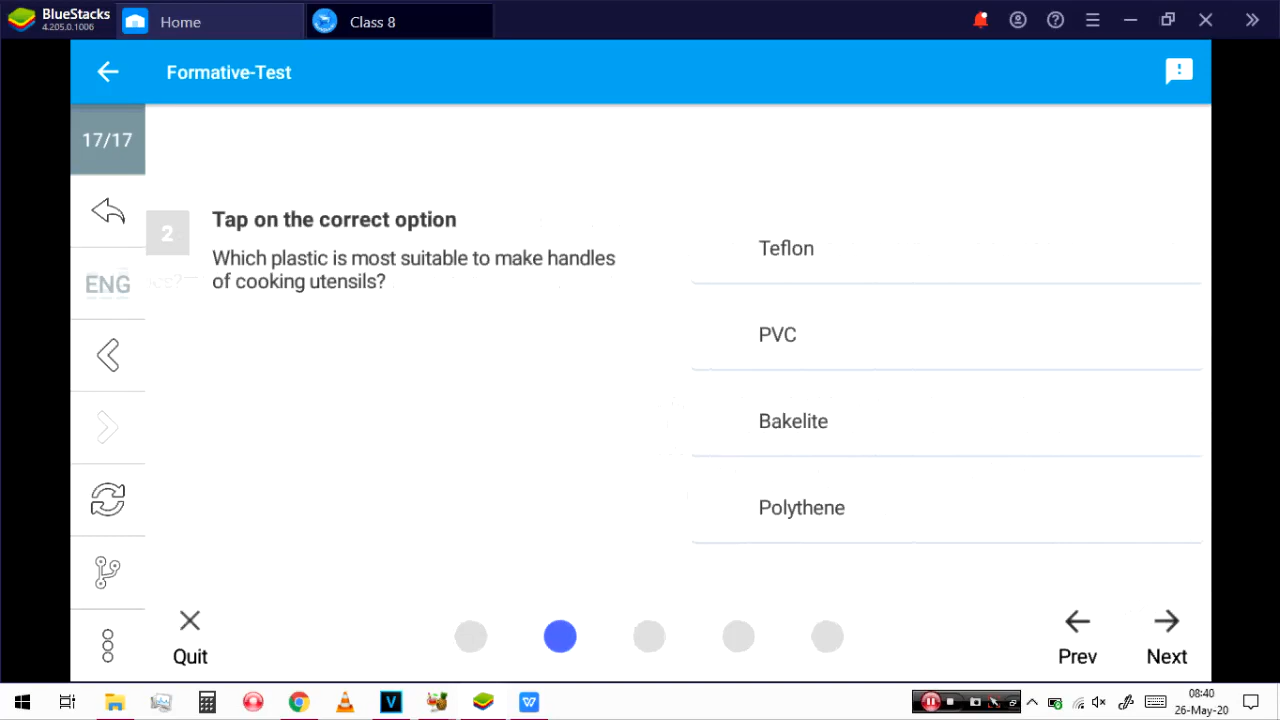 BlueStacks
4.205.0.1006
Home
Class 8
Formative-Test
17/17
ENG
2
Tap on the correct option
Which plastic is most suitable to make handles
of cooking utensils?
Teflon
PVC
Bakelite
Polythene
Quit
Prev
Next
08:40
26-May-20